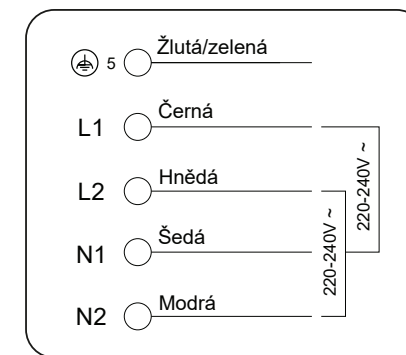 5 Žlutá/zelená
L1 Černá
L2 Hnědá
N1 Šedá
N2 Modrá
220-240V ~
220-240V ~